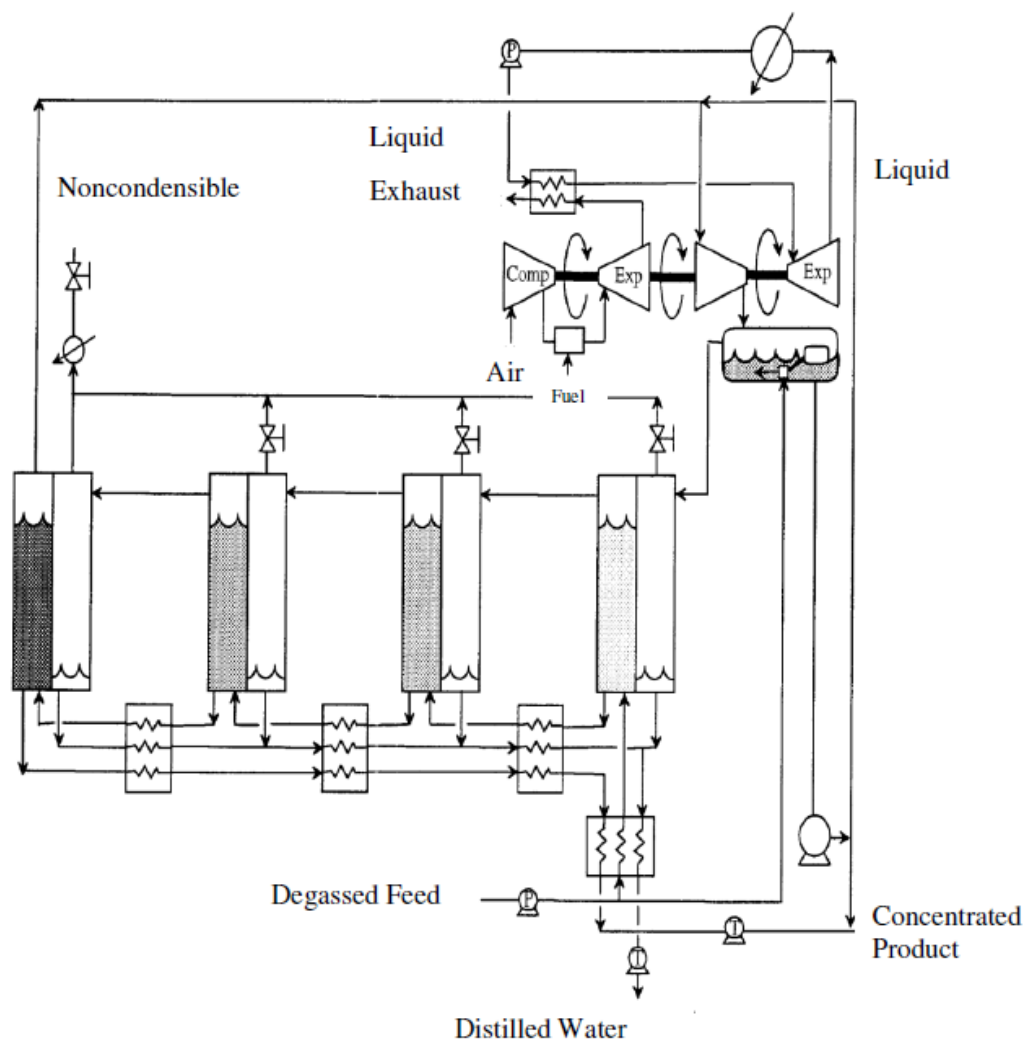 P
Liquid
Liquid
Noncondensible
Exhaust
Comp
Exp
Exp
Air
Fuel
Degassed Feed
P
T
Concentrated
Product
T
Distilled Water